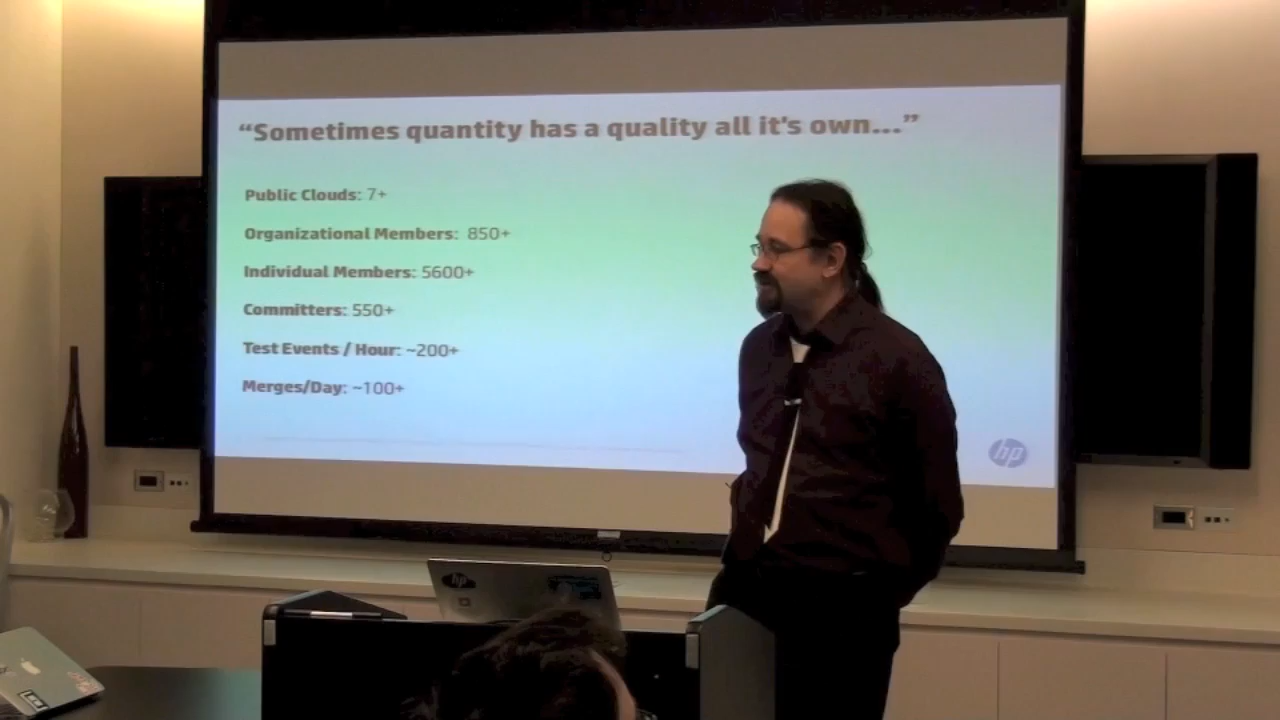 “Sometimes quantity has a quality all it's own...”
Public Clouds: 7+
Organizational Members: 850+
Individual Members: 5600+
Committers: 550+
Test Events / Hour: ~200+
Merges/Day: ~100+
hp
hp